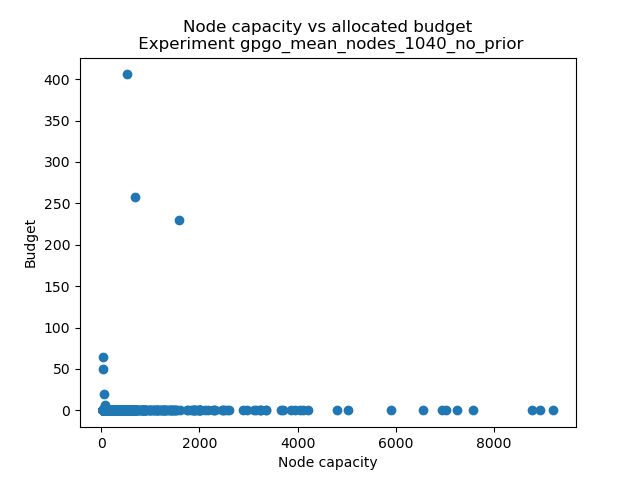 Node capacity vs allocated budget
Experiment gpgo_mean_nodes_1040_no_prior
400
350
300
250
200
150
100
50
0
Budget
0 2000 4000 6000 8000
Node capacity